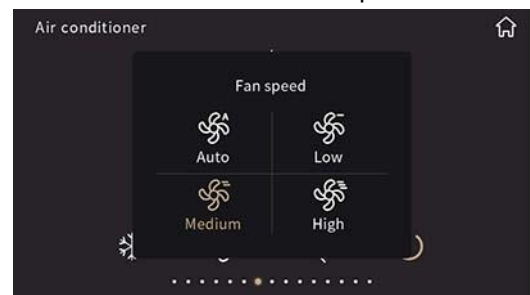 Air conditioner
Fan speed
Auto
Low
Medium
High